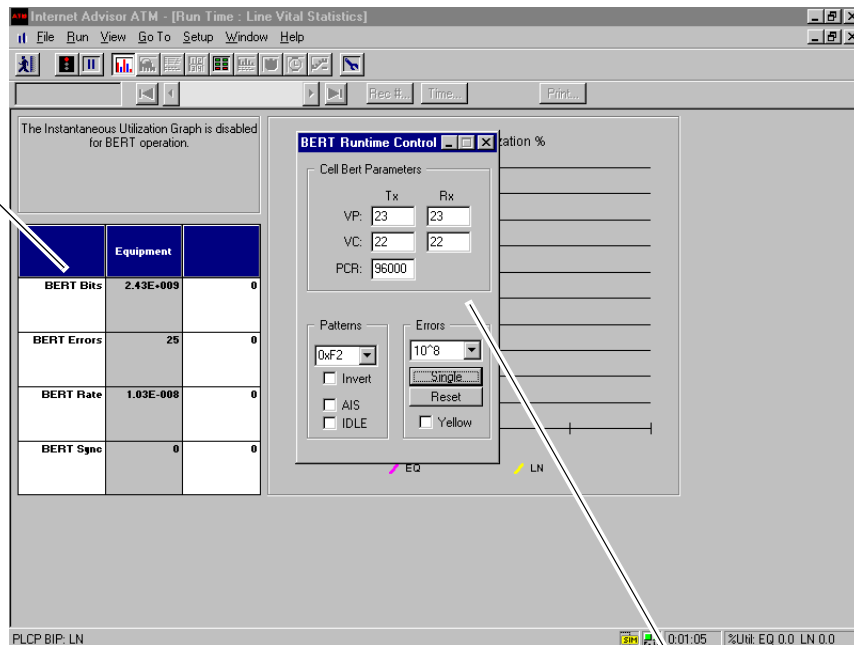 Internet Advisor ATM - [Run Time : Line Vital Statistics]
File Run View Go To Setup Window Help
Rec #... Time... Print...
The Instantaneous Utilization Graph is disabled
for BERT operation.
zation %
Equipment
BERT Bits 2.43E+009 0
BERT Errors 25 0
BERT Rate 1.03E-008 0
BERT Sync 0 0
BERT Runtime Control
Cell Bert Parameters
Tx Rx
VP: 23 23
VC: 22 22
PCR: 96000
Patterns Errors
0xF2 10^8
Invert Single
Reset
AIS
IDLE Yellow
EQ LN
PLCP BIP: LN SIM 0:01:05 %Util: EQ 0.0 LN 0.0